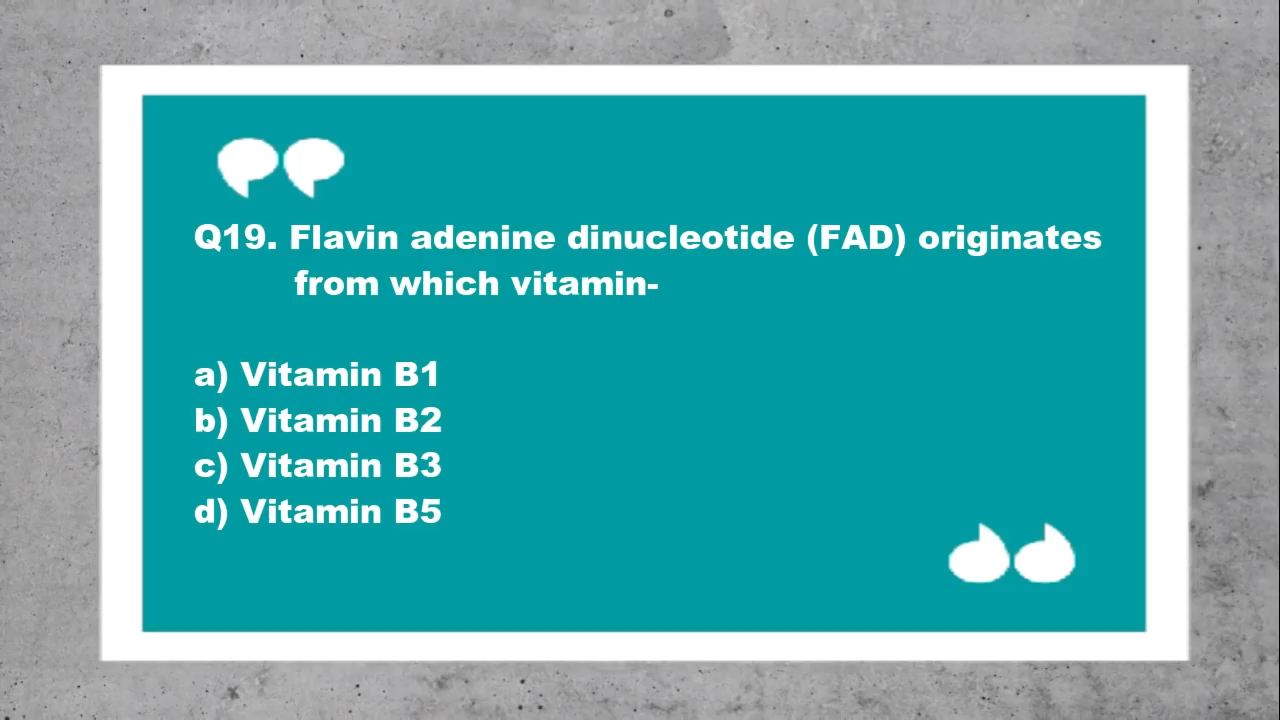 Q19. Flavin adenine dinucleotide (FAD) originates
from which vitamin-
a) Vitamin B1
b) Vitamin B2
c) Vitamin B3
d) Vitamin B5